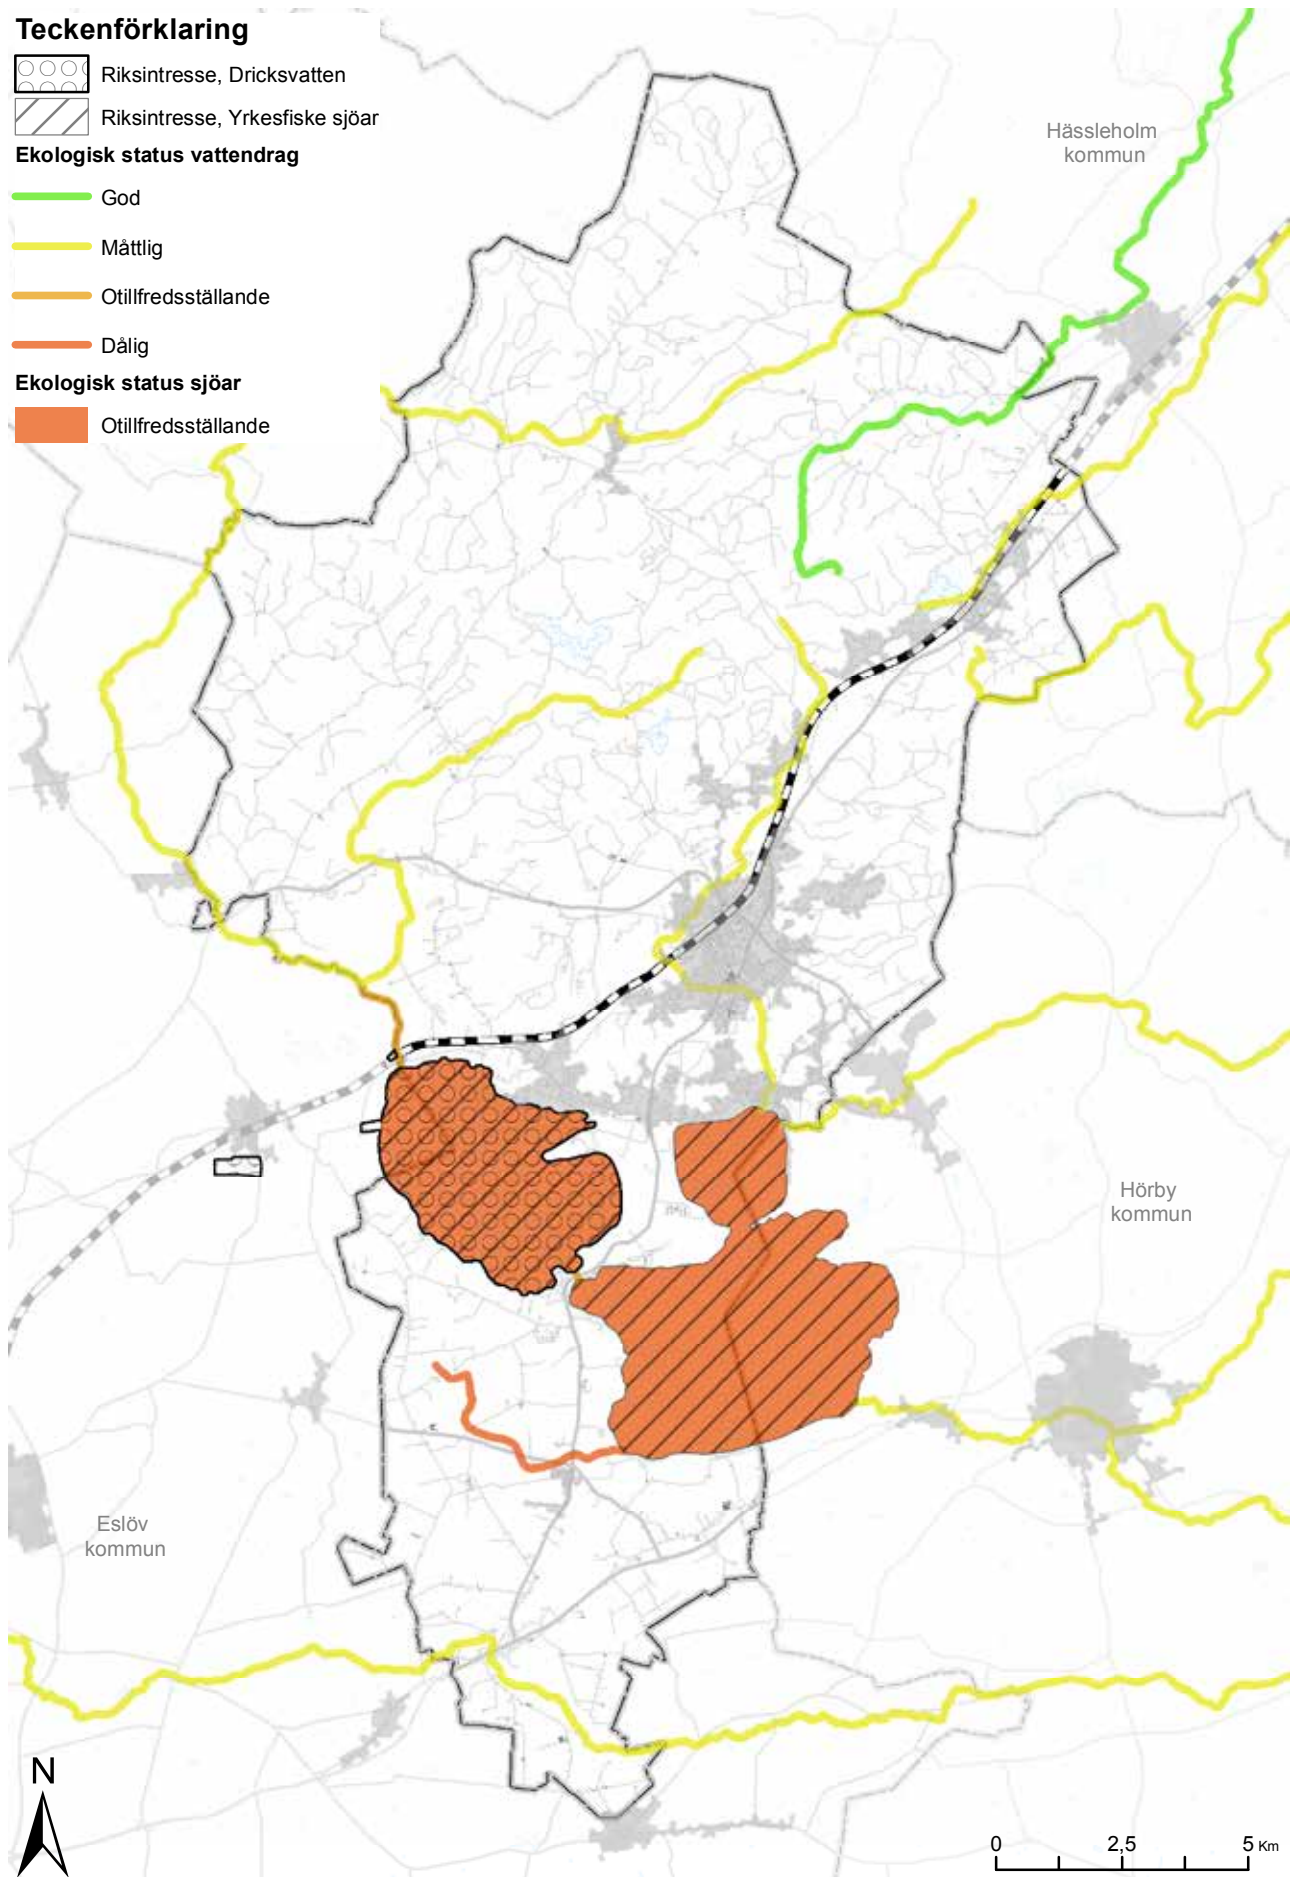 Teckenförklaring
Riksintresse, Dricksvatten
Riksintresse, Yrkesfiske sjöar
Ekologisk status vattendrag
God
Måttlig
Otillfredsställande
Dålig
Ekologisk status sjöar
Otillfredsställande
Hässleholm
kommun
Hörby
kommun
Eslöv
kommun
N
0 2,5 5 Km